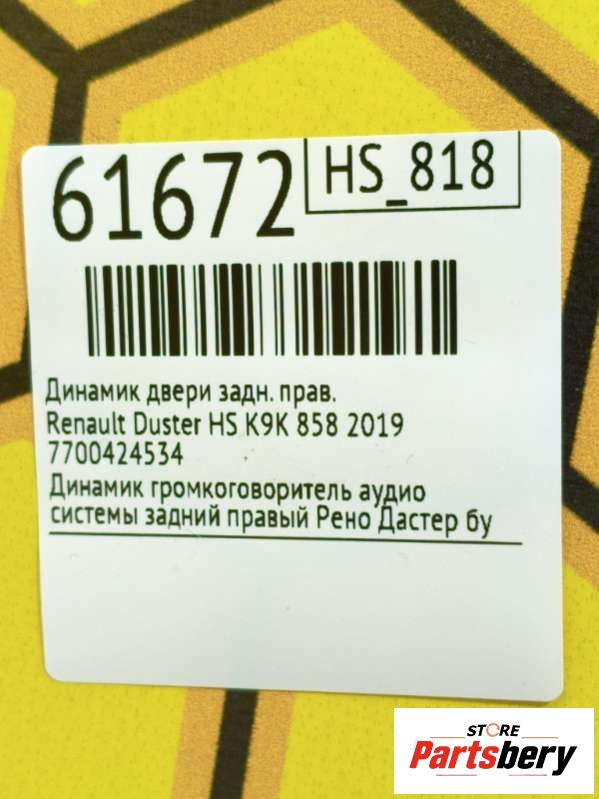 61672
HS_818
Динамик двери задн. прав.
Renault Duster HS K9K 858 2019
7700424534
Динамик громкоговоритель аудио
системы задний правый Рено Дастер бу
STORE
Partsbery